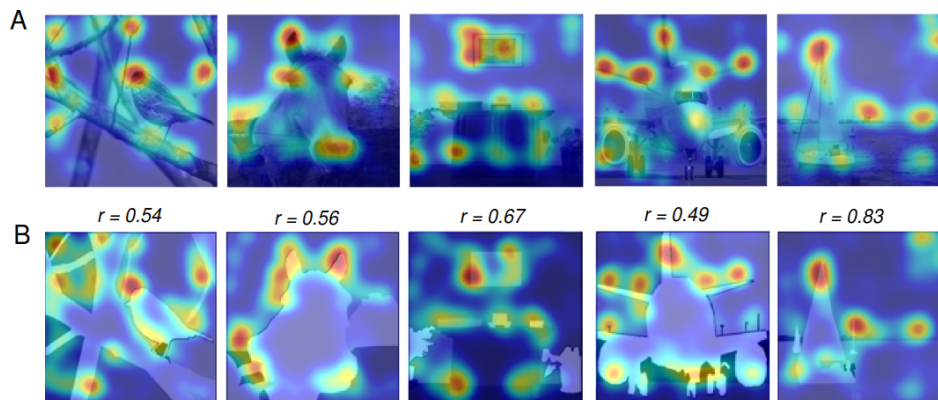 A
r = 0.54
r = 0.56
r = 0.67
r = 0.49
r = 0.83
B